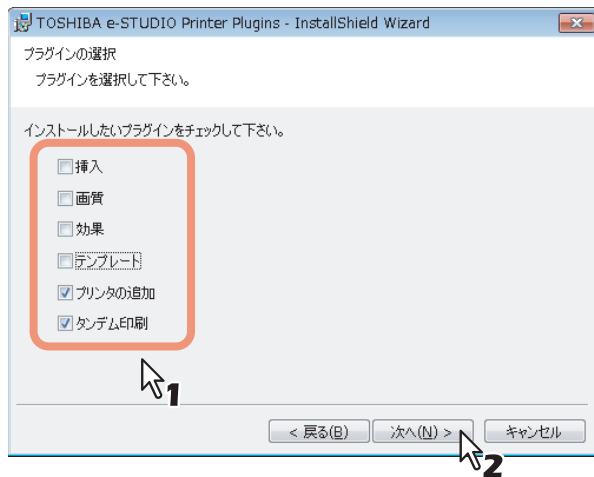 TOSHIBA e-STUDIO Printer Plugins - InstallShield Wizard
プラグインの選択
プラグインを選択して下さい。
インストールしたいプラグインをチェックして下さい。
挿入
画質
効果
テンプレート
プリンタの追加
タンデム印刷
1
< 戻る(B) 次へ(N) > キャンセル
2